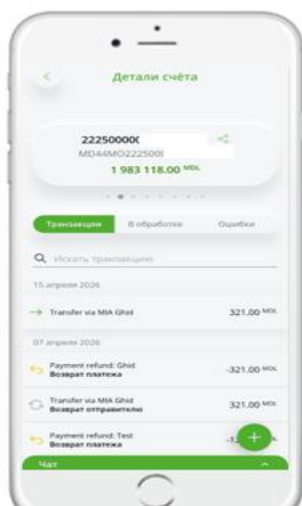 Детали счёта
22250000
MD44MO222500
1 983 118.00 MDL
Транзакции В обработке Ошибки
Искать транзакцию
15 апреля 2026
Transfer via MIA Ghid 321.00 MDL
07 апреля 2026
Payment refund: Ghid -321.00 MDL
Возврат платежа
Transfer via MIA Ghid 321.00 MDL
Возврат отправителю
Payment refund: Test
Возврат платежа
Чат